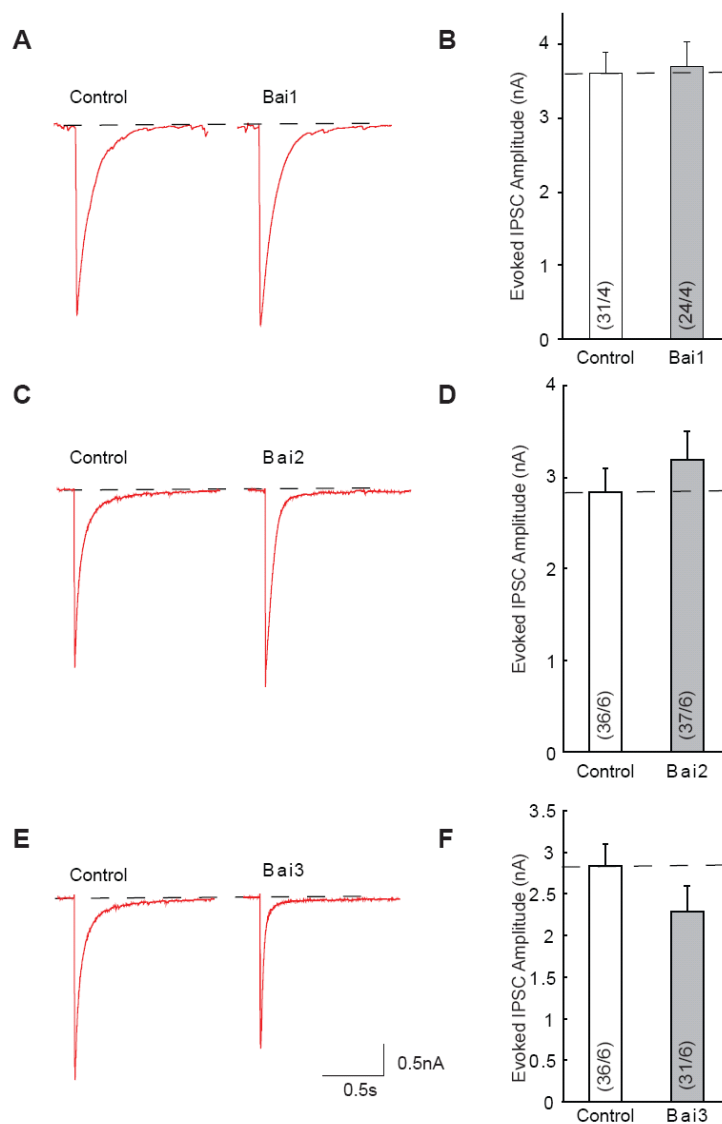 A
Control
Bai1
B
Evoked IPSC Amplitude (nA)
4
3
2
1
0
(31/4)
(24/4)
Control
Bai1
C
Control
Bai2
D
Evoked IPSC Amplitude (nA)
4
3
2
1
0
(36/6)
(37/6)
Control
Bai2
E
Control
Bai3
0.5nA
0.5s
F
Evoked IPSC Amplitude (nA)
3.5
3
2.5
2
1.5
1
0.5
0
(36/6)
(31/6)
Control
Bai3